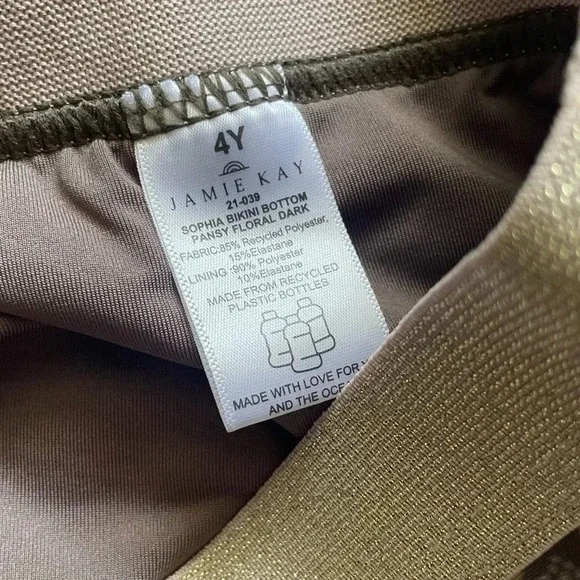 4Y
JAMIE KAY
21-039
SOPHIA BIKINI BOTTOM
PANSY FLORAL DARK
FABRIC:85% Recycled Polyester,
15%Elastane
LINING :90% Polyester,
10%Elastane
MADE FROM RECYCLED
PLASTIC BOTTLES
MADE WITH LOVE FOR
AND THE